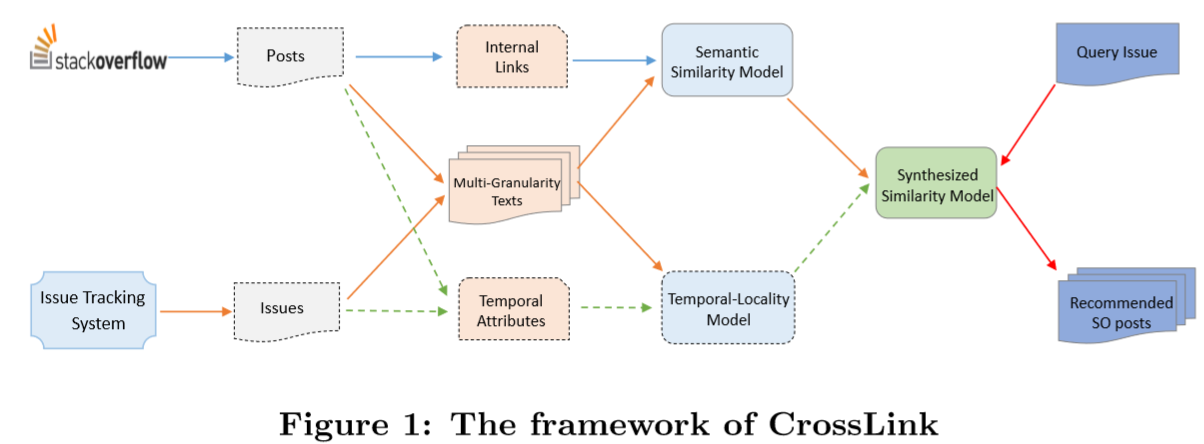 stackoverflow
Posts
Internal
Links
Semantic
Similarity Model
Query Issue
Multi-Granularity
Texts
Synthesized
Similarity Model
Issue Tracking
System
Issues
Temporal
Attributes
Temporal-Locality
Model
Recommended
SO posts
Figure 1: The framework of CrossLink